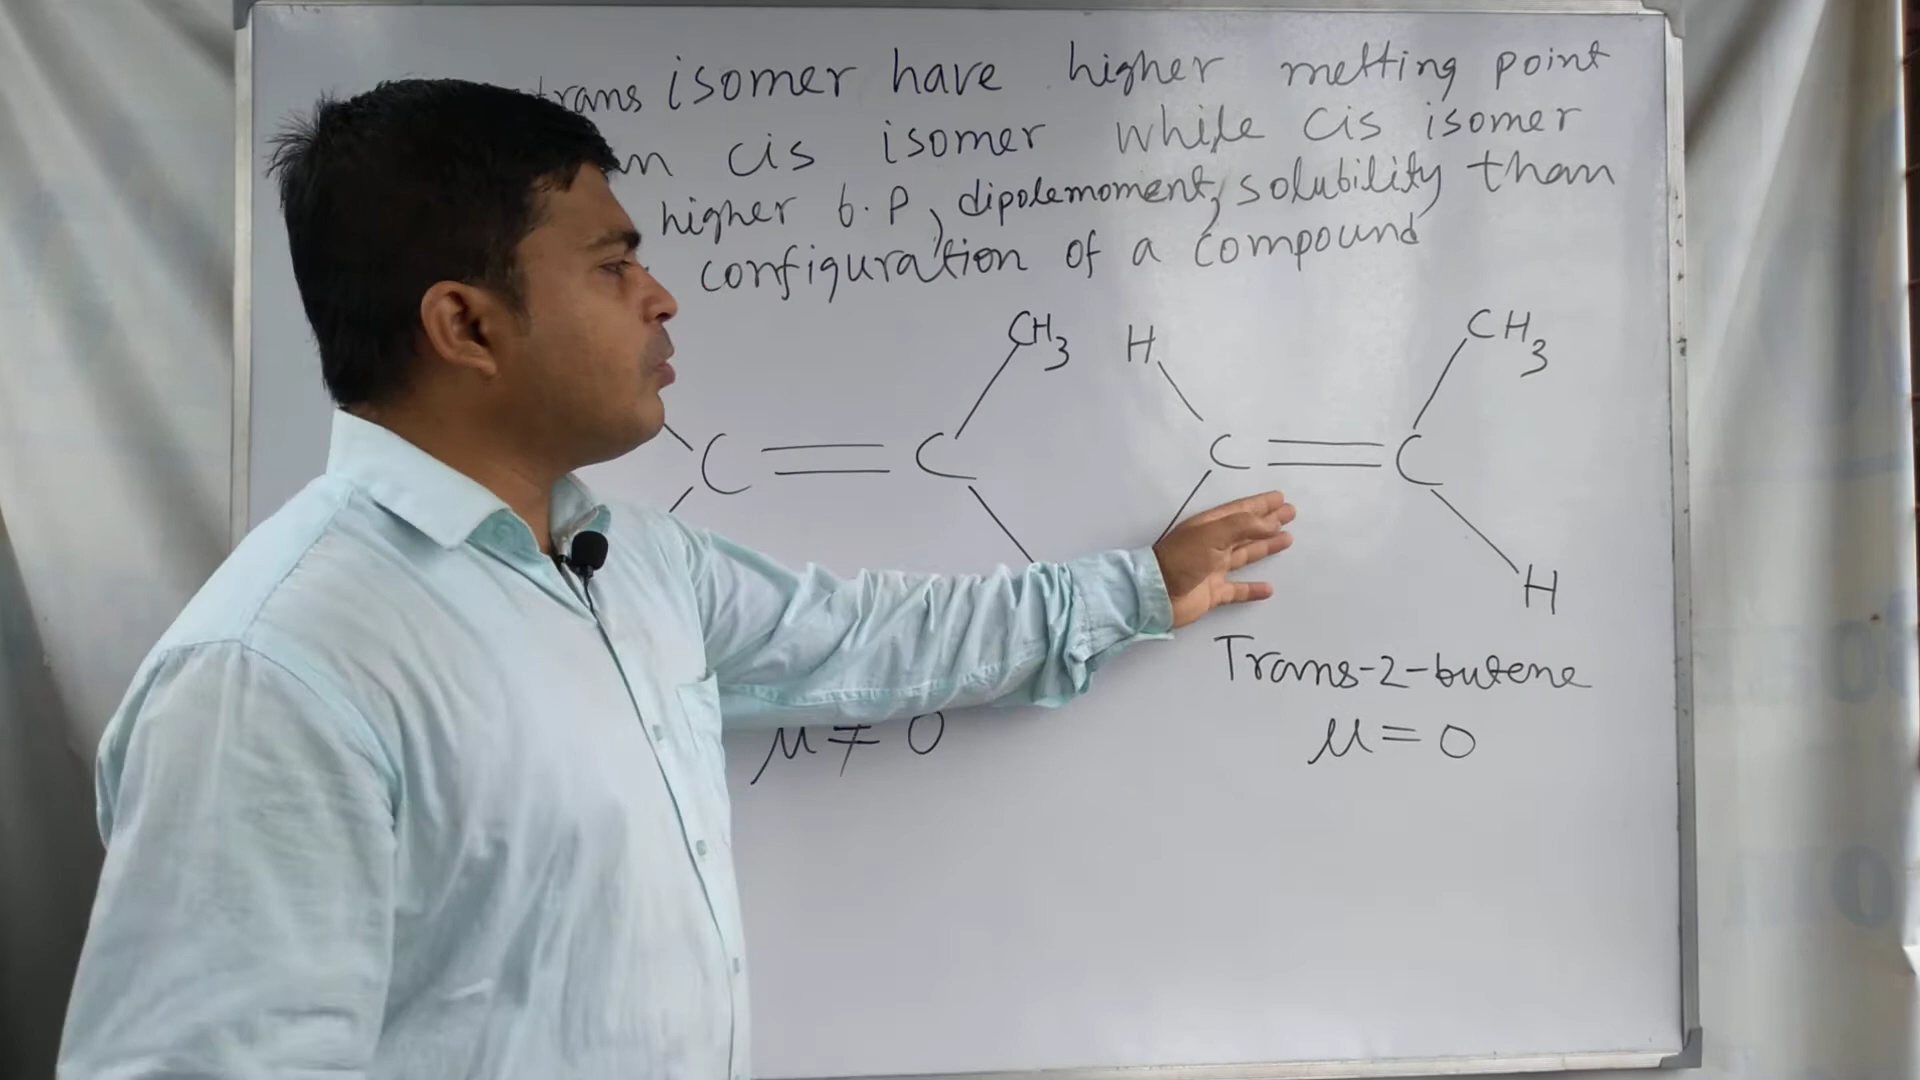 trans isomer have higher melting point
cis isomer while cis isomer
higher b.P, dipolemoment, solubility than
configuration of a compound
CH3
H
CH3
C = C
C = C
H
Trans-2-butene
μ ≠ 0
μ = 0